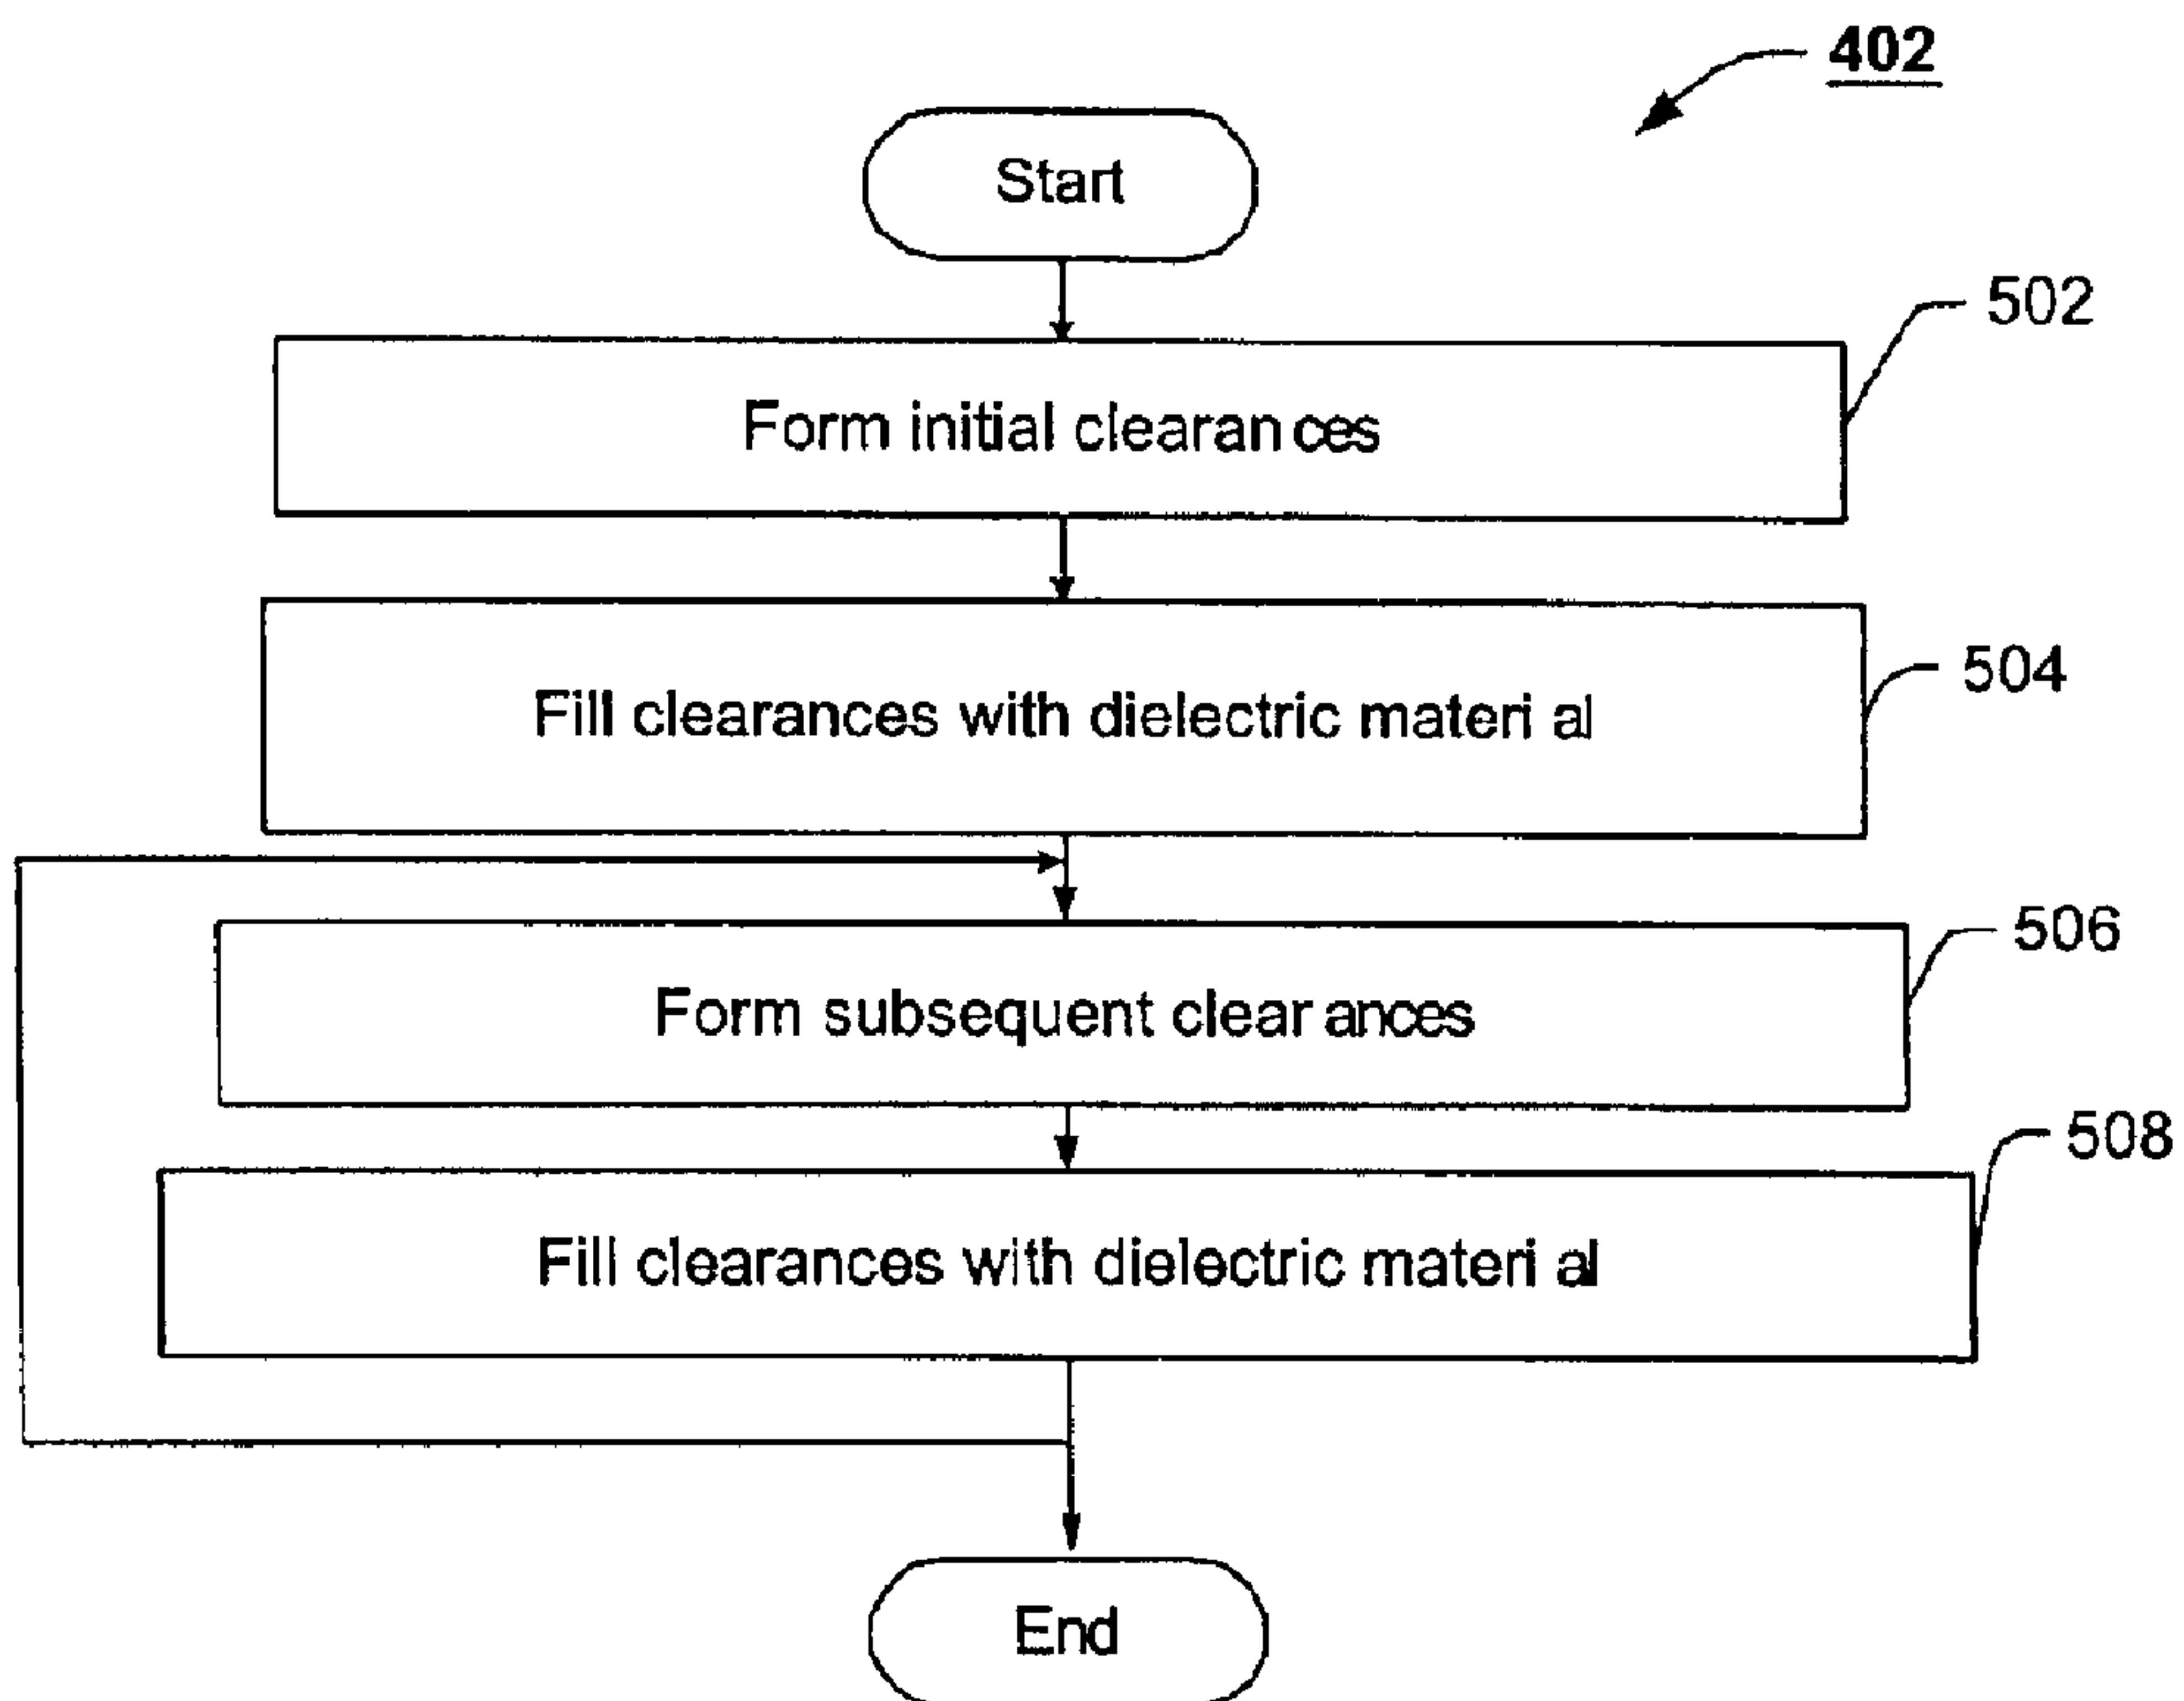 402
Start
502
Form initial clearances
504
Fill clearances with dielectric material
506
Form subsequent clearances
508
Fill clearances with dielectric material
End